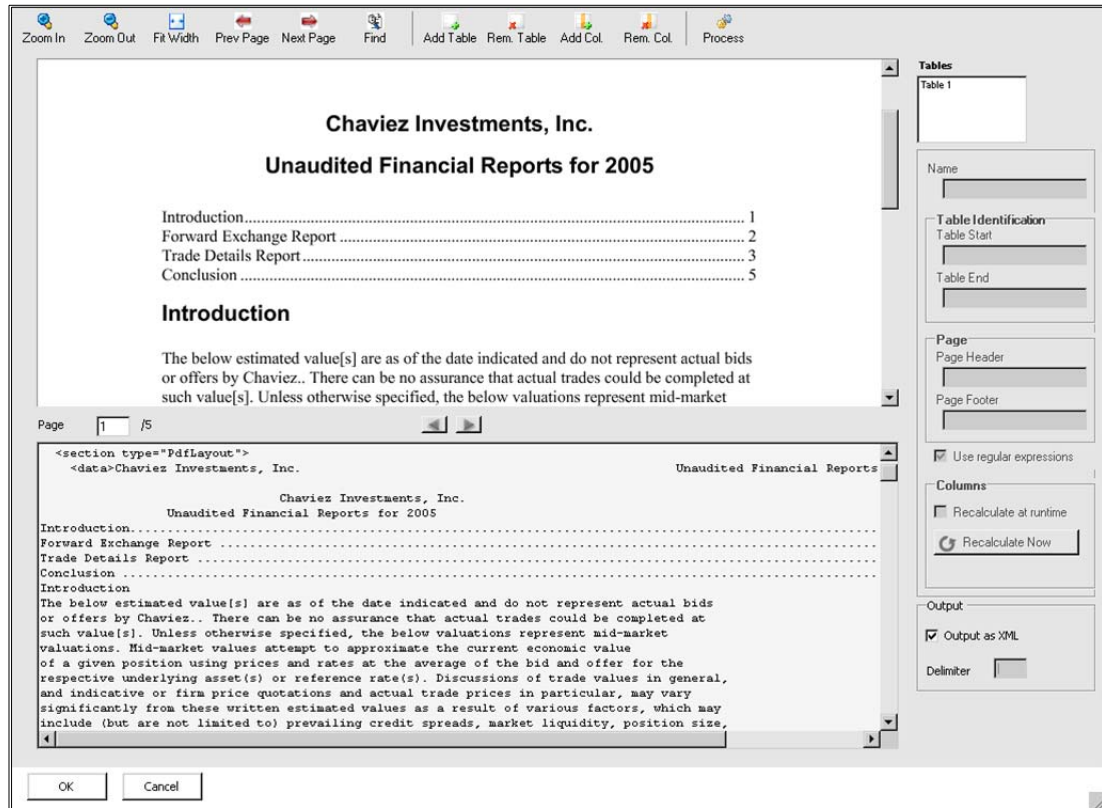 Zoom In Zoom Out Fit Width Prev Page Next Page Find Add Table Rem. Table Add Col. Rem. Col. Process
Chaviez Investments, Inc.
Unaudited Financial Reports for 2005
Introduction.......... 1
Forward Exchange Report .......... 2
Trade Details Report.......... 3
Conclusion .......... 5
Introduction
The below estimated value[s] are as of the date indicated and do not represent actual bids
or offers by Chaviez.. There can be no assurance that actual trades could be completed at
such value[s]. Unless otherwise specified, the below valuations represent mid-market
Page 1 /5
<section type="PdfLayout">
<data>Chaviez Investments, Inc. Unaudited Financial Reports
Chaviez Investments, Inc.
Unaudited Financial Reports for 2005
Introduction..........
Forward Exchange Report ..........
Trade Details Report ..........
Conclusion ..........
Introduction
The below estimated value[s] are as of the date indicated and do not represent actual bids
or offers by Chaviez.. There can be no assurance that actual trades could be completed at
such value[s]. Unless otherwise specified, the below valuations represent mid-market
valuations. Mid-market values attempt to approximate the current economic value
of a given position using prices and rates at the average of the bid and offer for the
respective underlying asset(s) or reference rate(s). Discussions of trade values in general,
and indicative or firm price quotations and actual trade prices in particular, may vary
significantly from these written estimated values as a result of various factors, which may
include (but are not limited to) prevailing credit spreads, market liquidity, position size,
Tables
Table 1
Name
Table Identification
Table Start
Table End
Page
Page Header
Page Footer
Use regular expressions
Columns
Recalculate at runtime
Recalculate Now
Output
Output as XML
Delimiter
OK Cancel